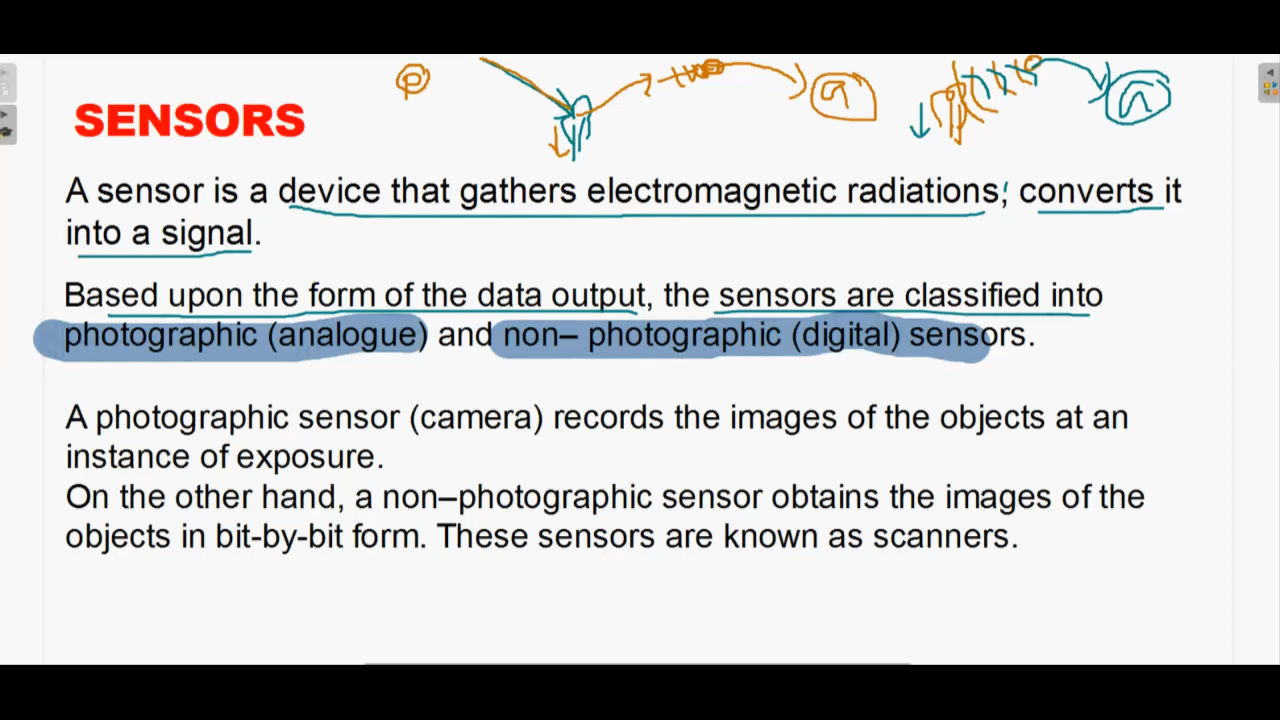 P
a
a
SENSORS
A sensor is a device that gathers electromagnetic radiations, converts it
into a signal.
Based upon the form of the data output, the sensors are classified into
photographic (analogue) and non– photographic (digital) sensors.
A photographic sensor (camera) records the images of the objects at an
instance of exposure.
On the other hand, a non–photographic sensor obtains the images of the
objects in bit-by-bit form. These sensors are known as scanners.